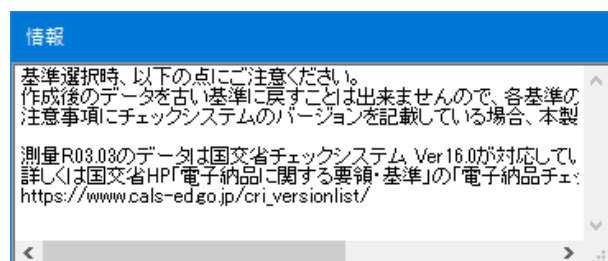 情報
基準選択時、以下の点にご注意ください。
作成後のデータを古い基準に戻すことは出来ませんので、各基準の
注意事項にチェックシステムのバージョンを記載している場合、本製
測量R03.03のデータは国交省チェックシステム Ver16.0が対応してい
詳しくは国交省HP「電子納品に関する要領・基準」の「電子納品チェッ
https://www.cals-ed.go.jp/cri_versionlist/